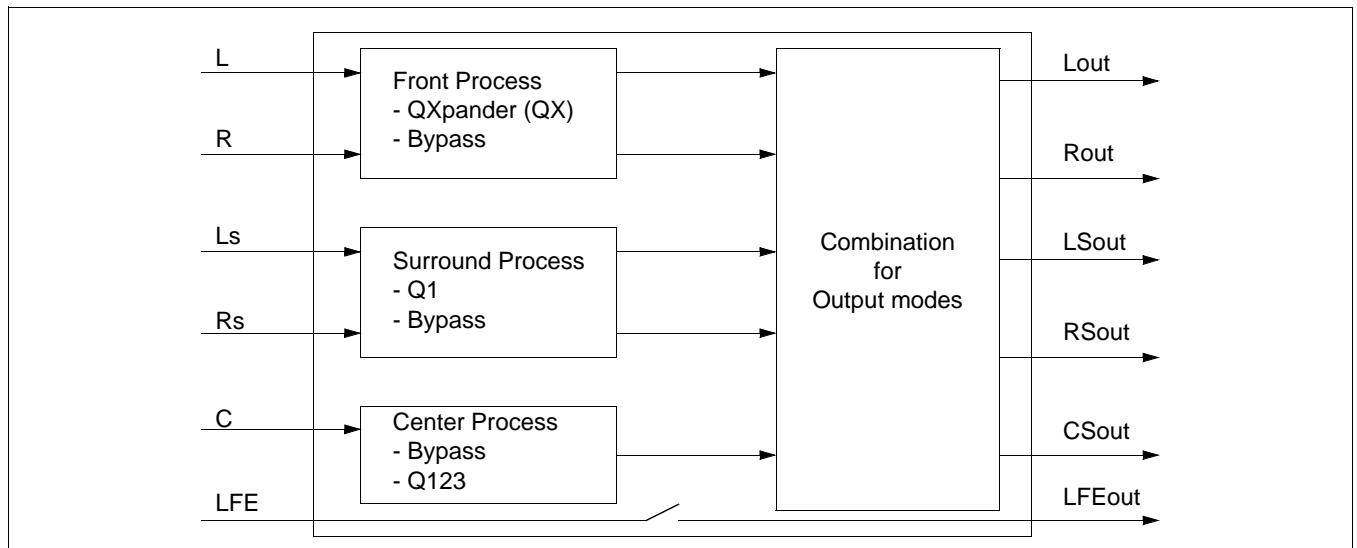 L
R
Ls
Rs
C
LFE
Front Process
- QXpander (QX)
- Bypass
Surround Process
- Q1
- Bypass
Center Process
- Bypass
- Q123
Combination
for
Output modes
Lout
Rout
LSout
RSout
CSout
LFEout